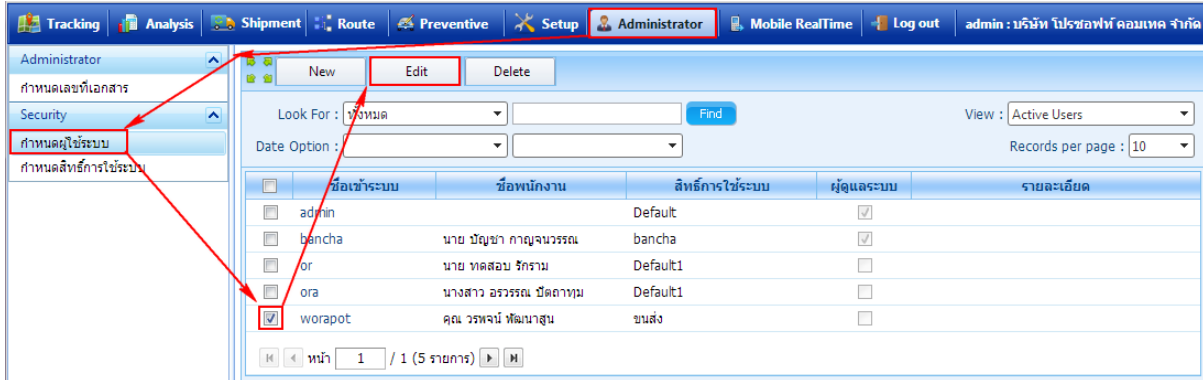 Tracking Analysis Shipment Route Preventive Setup Administrator Mobile RealTime Log out admin : บริษัท โปรซอฟท์ คอมเทค จำกัด
Administrator
กำหนดเลขที่เอกสาร
Security
กำหนดผู้ใช้ระบบ
กำหนดสิทธิ์การใช้ระบบ
New Edit Delete
Look For : ทั้งหมด Find View : Active Users
Date Option : Records per page : 10
ชื่อเข้าระบบ ชื่อพนักงาน สิทธิ์การใช้ระบบ ผู้ดูแลระบบ รายละเอียด
admin Default
bancha นาย บัญชา กาญจนวรรณ bancha
or นาย ทดสอบ รักราม Default1
ora นางสาว อรวรรณ ปัดถาทุม Default1
worapot คุณ วรพจน์ พัฒนาสูน ขนส่ง
หน้า 1 / 1 (5 รายการ)